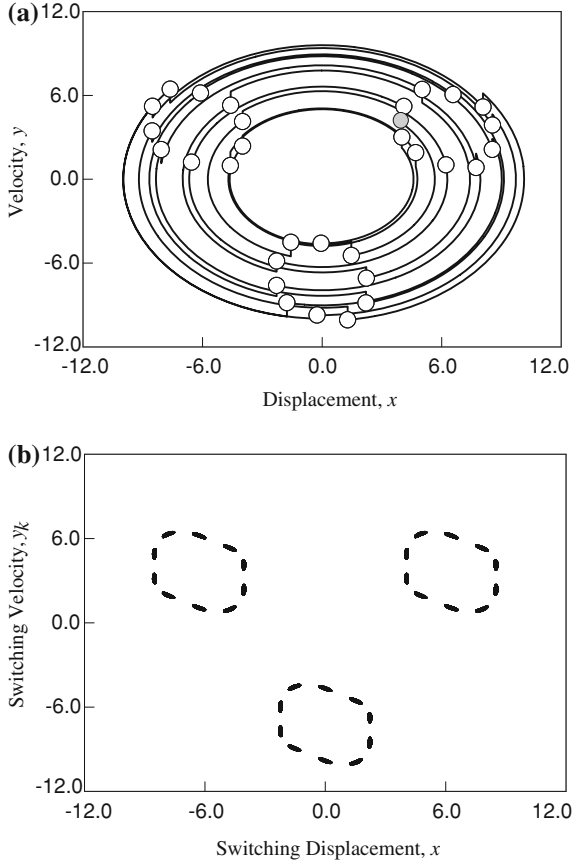 (a)
12.0
6.0
0.0
-6.0
-12.0
Velocity, y
-12.0 -6.0 0.0 6.0 12.0
Displacement, x
(b)
12.0
6.0
0.0
-6.0
-12.0
Switching Velocity, yk
-12.0 -6.0 0.0 6.0 12.0
Switching Displacement, x